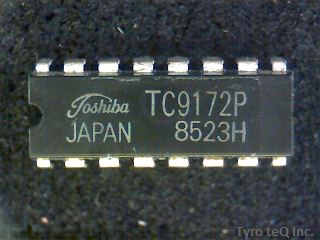 Toshiba TC9172P
JAPAN 8523H
Tyro teQ Inc.